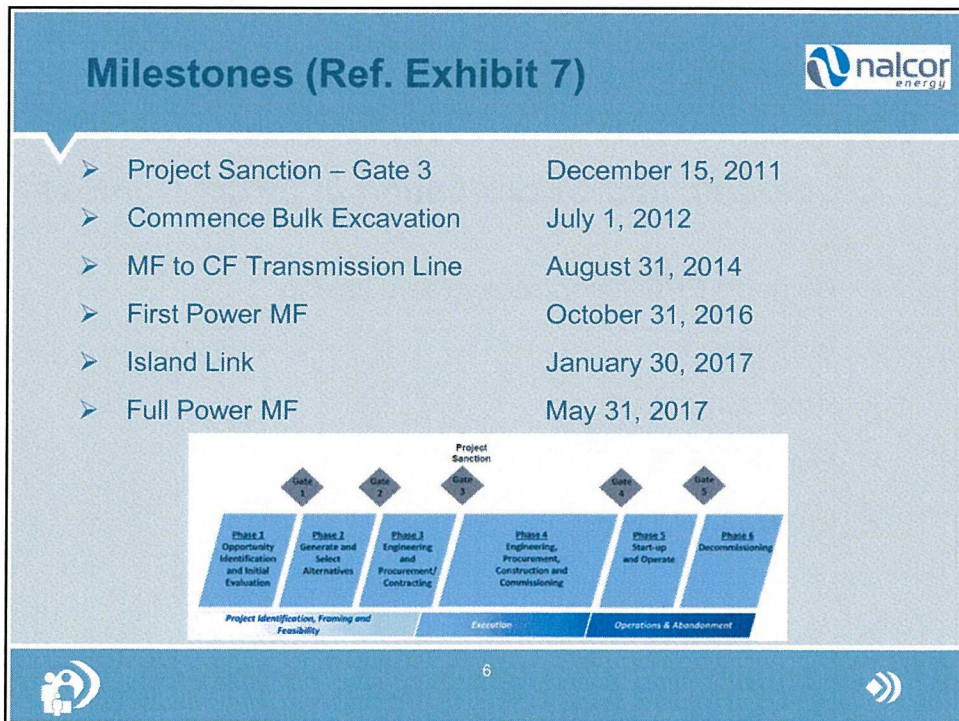 Milestones (Ref. Exhibit 7)
nalcor
energy
➢ Project Sanction – Gate 3 December 15, 2011
➢ Commence Bulk Excavation July 1, 2012
➢ MF to CF Transmission Line August 31, 2014
➢ First Power MF October 31, 2016
➢ Island Link January 30, 2017
➢ Full Power MF May 31, 2017
Project
Sanction
Gate
1
Gate
2
Gate
3
Gate
4
Gate
5
Phase 1
Opportunity
Identification
and Initial
Evaluation
Phase 2
Generate and
Select
Alternatives
Phase 3
Engineering
and
Procurement/
Contracting
Phase 4
Engineering,
Procurement,
Construction and
Commissioning
Phase 5
Start-up
and Operate
Phase 6
Decommissioning
Project Identification, Framing and
Feasibility
Execution
Operations & Abandonment
6